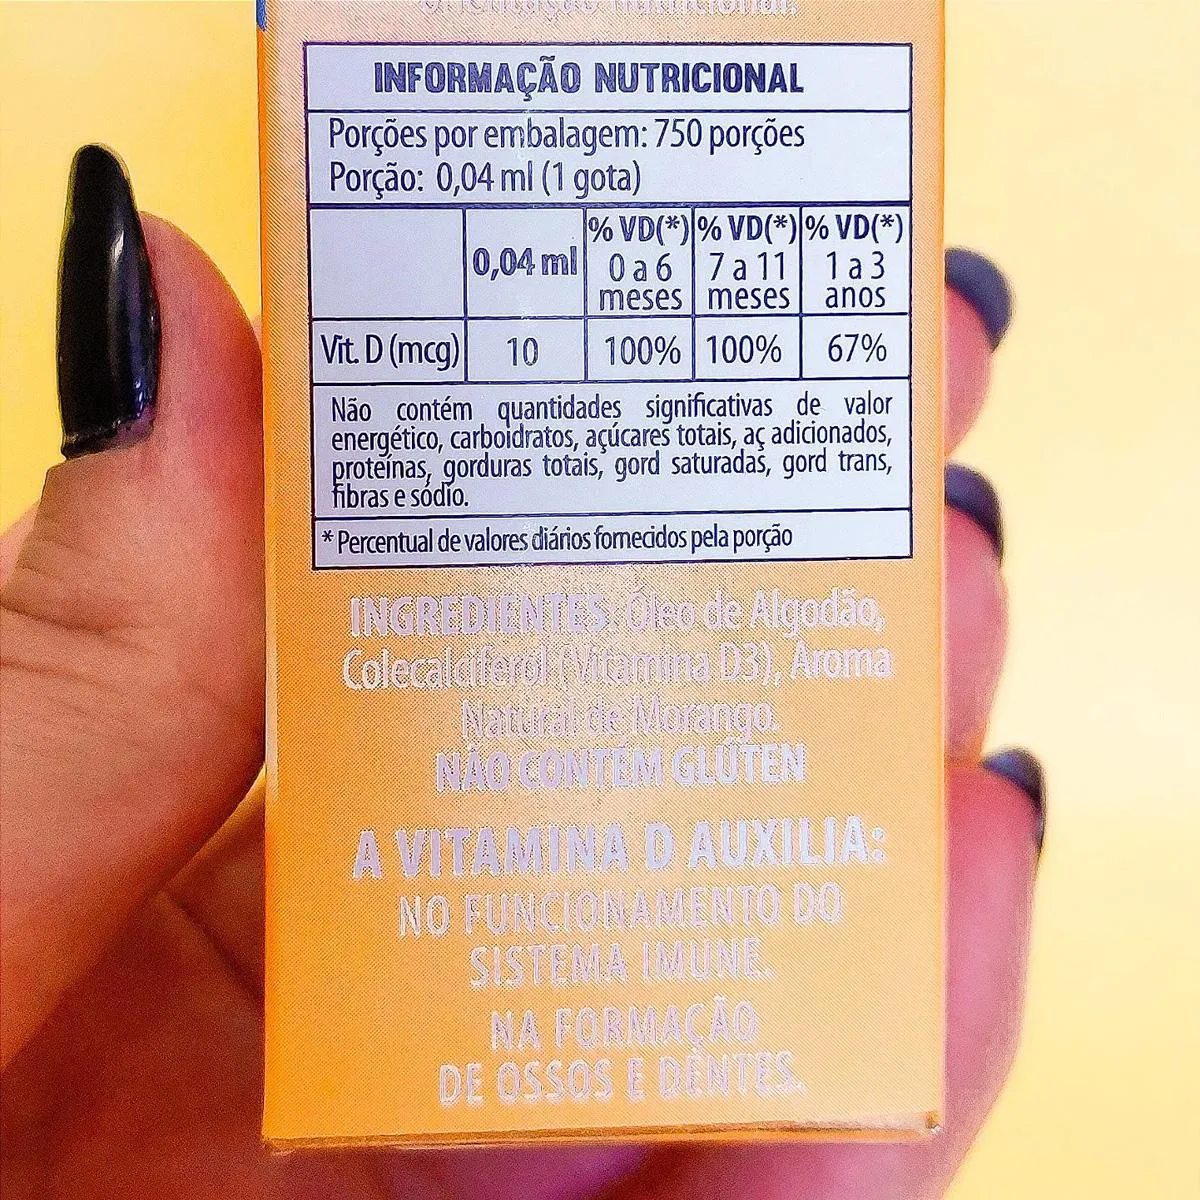 orientação nutricional.
INFORMAÇÃO NUTRICIONAL
Porções por embalagem: 750 porções
Porção: 0,04 ml (1 gota)
0,04 ml % VD(*) 0 a 6 meses % VD(*) 7 a 11 meses % VD(*) 1 a 3 anos
Vit. D (mcg) 10 100% 100% 67%
Não contém quantidades significativas de valor
energético, carboidratos, açúcares totais, aç adicionados,
proteínas, gorduras totais, gord saturadas, gord trans,
fibras e sódio.
* Percentual de valores diários fornecidos pela porção
INGREDIENTES: Óleo de Algodão,
Colecalciferol (Vitamina D3), Aroma
Natural de Morango.
NÃO CONTÉM GLÚTEN
A VITAMINA D AUXILIA:
NO FUNCIONAMENTO DO
SISTEMA IMUNE.
NA FORMAÇÃO
DE OSSOS E DENTES.